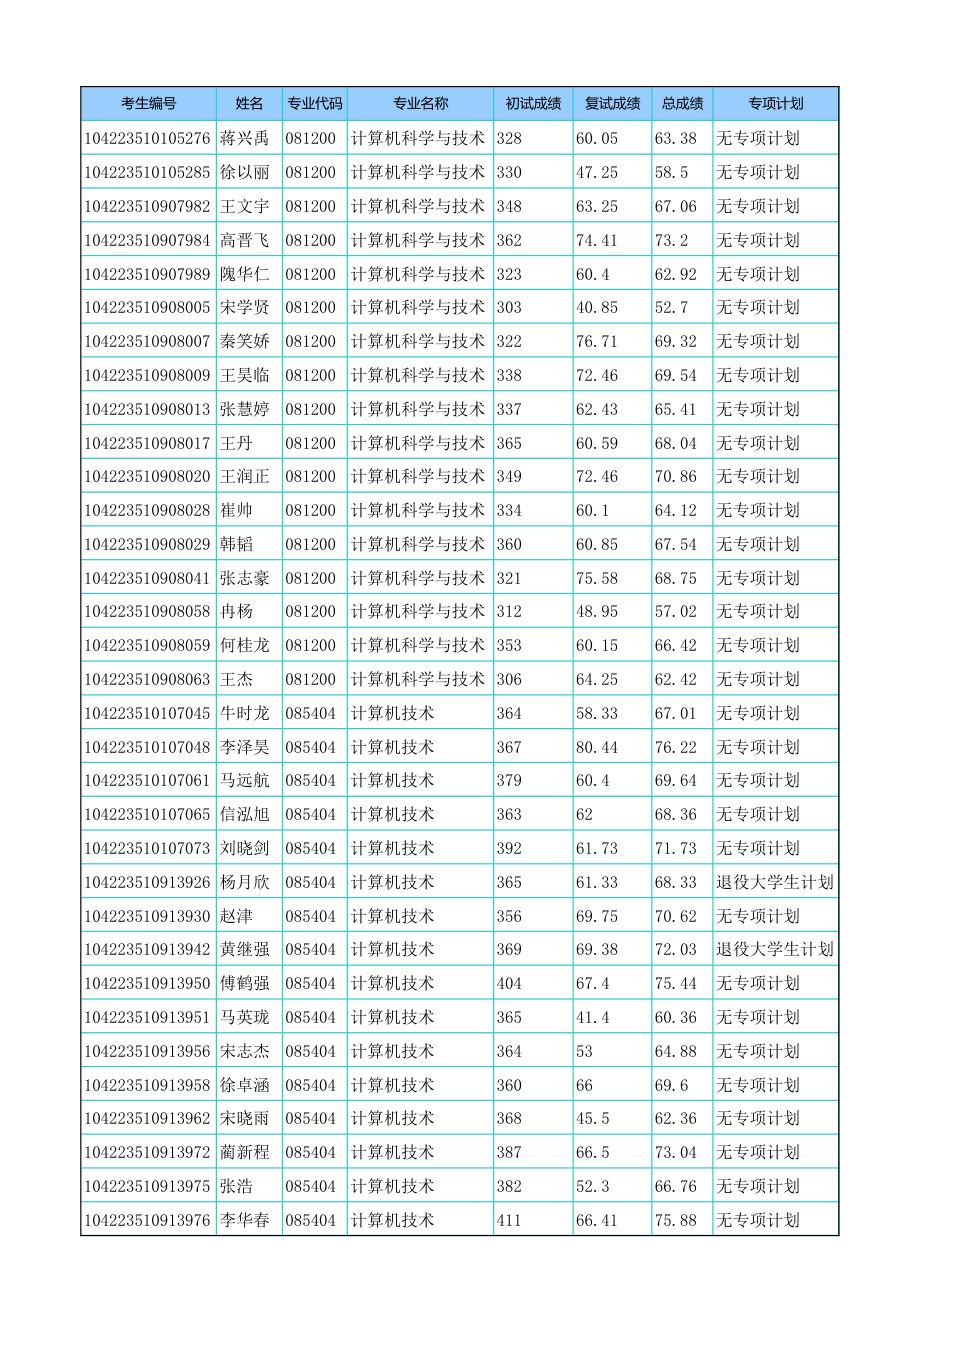 考生编号 姓名 专业代码 专业名称 初试成绩 复试成绩 总成绩 专项计划
104223510105276 蒋兴禹 081200 计算机科学与技术 328 60.05 63.38 无专项计划
104223510105285 徐以丽 081200 计算机科学与技术 330 47.25 58.5 无专项计划
104223510907982 王文宇 081200 计算机科学与技术 348 63.25 67.06 无专项计划
104223510907984 高晋飞 081200 计算机科学与技术 362 74.41 73.2 无专项计划
104223510907989 隗华仁 081200 计算机科学与技术 323 60.4 62.92 无专项计划
104223510908005 宋学贤 081200 计算机科学与技术 303 40.85 52.7 无专项计划
104223510908007 秦笑娇 081200 计算机科学与技术 322 76.71 69.32 无专项计划
104223510908009 王昊临 081200 计算机科学与技术 338 72.46 69.54 无专项计划
104223510908013 张慧婷 081200 计算机科学与技术 337 62.43 65.41 无专项计划
104223510908017 王丹 081200 计算机科学与技术 365 60.59 68.04 无专项计划
104223510908020 王润正 081200 计算机科学与技术 349 72.46 70.86 无专项计划
104223510908028 崔帅 081200 计算机科学与技术 334 60.1 64.12 无专项计划
104223510908029 韩韬 081200 计算机科学与技术 360 60.85 67.54 无专项计划
104223510908041 张志豪 081200 计算机科学与技术 321 75.58 68.75 无专项计划
104223510908058 冉杨 081200 计算机科学与技术 312 48.95 57.02 无专项计划
104223510908059 何桂龙 081200 计算机科学与技术 353 60.15 66.42 无专项计划
104223510908063 王杰 081200 计算机科学与技术 306 64.25 62.42 无专项计划
104223510107045 牛时龙 085404 计算机技术 364 58.33 67.01 无专项计划
104223510107048 李泽昊 085404 计算机技术 367 80.44 76.22 无专项计划
104223510107061 马远航 085404 计算机技术 379 60.4 69.64 无专项计划
104223510107065 信泓旭 085404 计算机技术 363 62 68.36 无专项计划
104223510107073 刘晓剑 085404 计算机技术 392 61.73 71.73 无专项计划
104223510913926 杨月欣 085404 计算机技术 365 61.33 68.33 退役大学生计划
104223510913930 赵津 085404 计算机技术 356 69.75 70.62 无专项计划
104223510913942 黄继强 085404 计算机技术 369 69.38 72.03 退役大学生计划
104223510913950 傅鹤强 085404 计算机技术 404 67.4 75.44 无专项计划
104223510913951 马英珑 085404 计算机技术 365 41.4 60.36 无专项计划
104223510913956 宋志杰 085404 计算机技术 364 53 64.88 无专项计划
104223510913958 徐卓涵 085404 计算机技术 360 66 69.6 无专项计划
104223510913962 宋晓雨 085404 计算机技术 368 45.5 62.36 无专项计划
104223510913972 蔺新程 085404 计算机技术 387 66.5 73.04 无专项计划
104223510913975 张浩 085404 计算机技术 382 52.3 66.76 无专项计划
104223510913976 李华春 085404 计算机技术 411 66.41 75.88 无专项计划